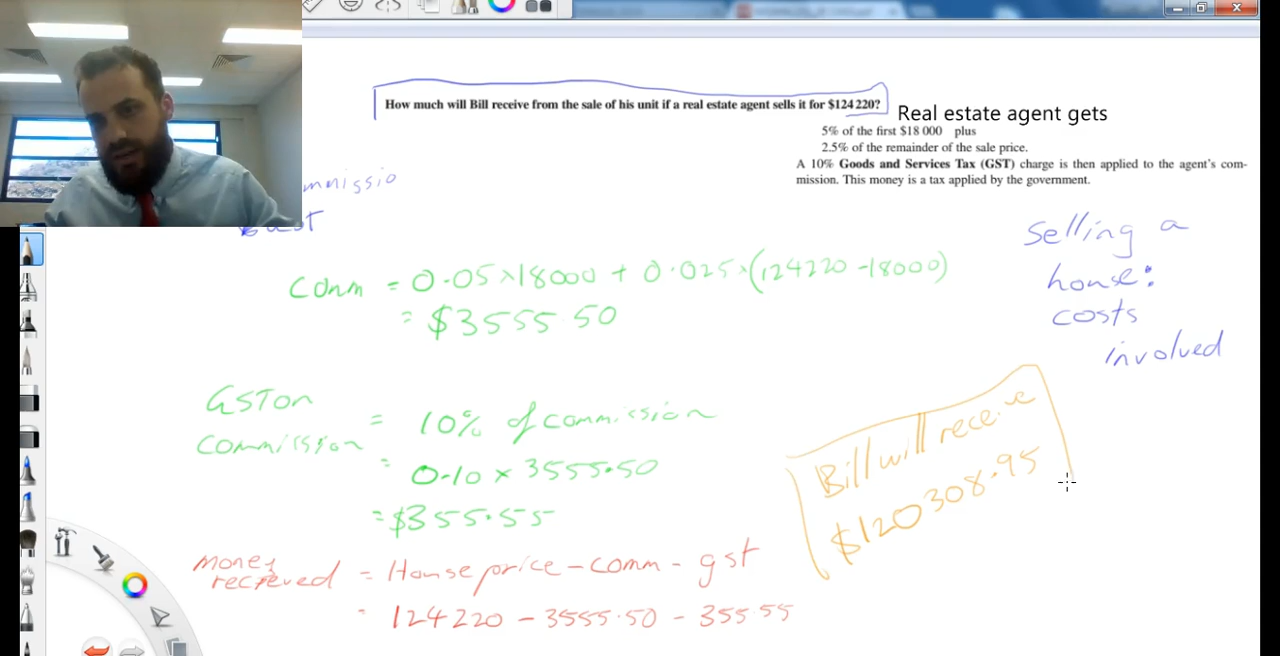 How much will Bill receive from the sale of his unit if a real estate agent sells it for $124 220?
Real estate agent gets
5% of the first $18 000 plus
2.5% of the remainder of the sale price.
A 10% Goods and Services Tax (GST) charge is then applied to the agent's com-
mission. This money is a tax applied by the government.
mmissio
Selling a
house:
costs
involved
Comm = 0.05×18000 + 0.025×(124220-18000)
= $3555.50
GST on
commission
= 10% of commission
= 0.10 × 3555.50
= $355.55
Money
recieved
= House price - comm - gst
= 124220 - 3555.50 - 355.55
Bill will receive
$120308.95